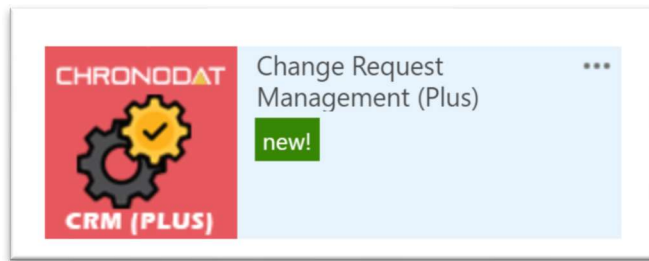 CHRONODAT
CRM (PLUS)
Change Request
Management (Plus)
new!